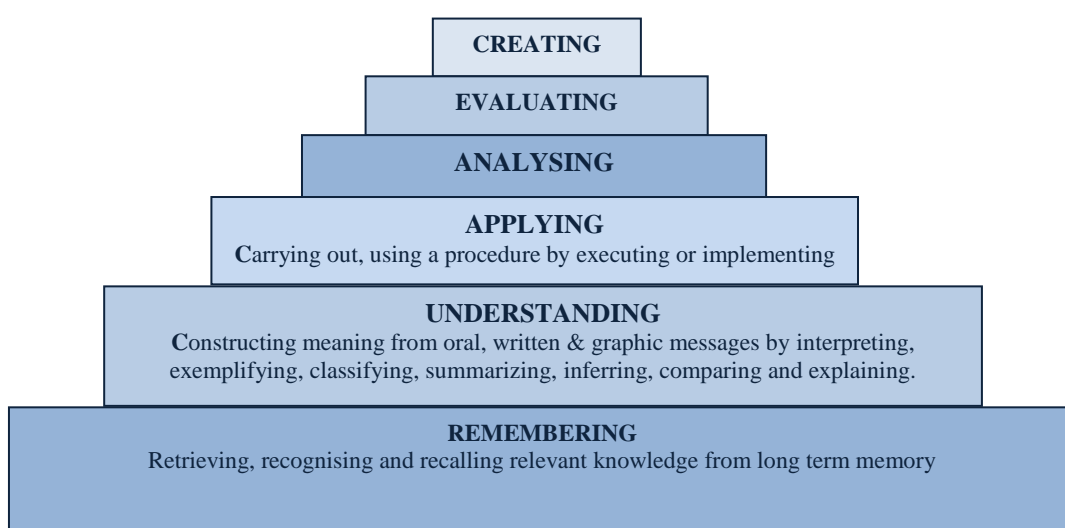 CREATING
EVALUATING
ANALYSING
APPLYING
Carrying out, using a procedure by executing or implementing
UNDERSTANDING
Constructing meaning from oral, written & graphic messages by interpreting,
exemplifying, classifying, summarizing, inferring, comparing and explaining.
REMEMBERING
Retrieving, recognising and recalling relevant knowledge from long term memory